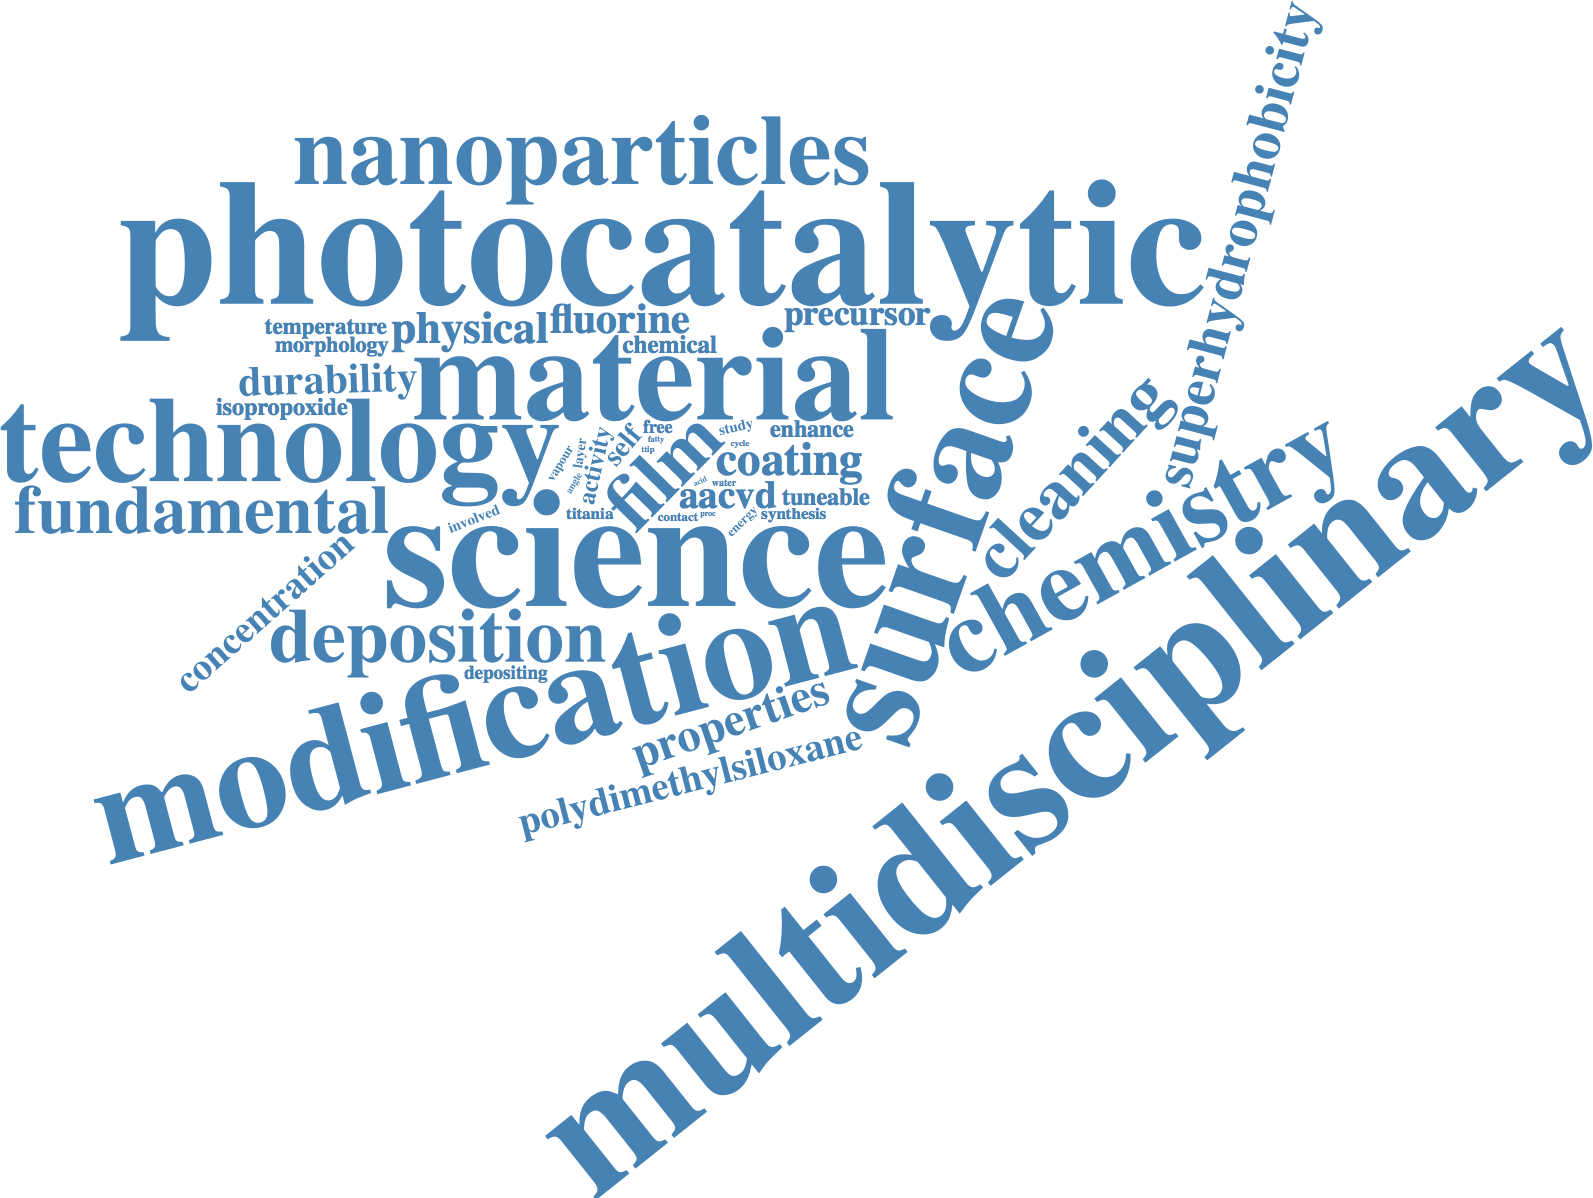 superhydrophobicity
nanoparticles
photocatalytic
temperature
physical
fluorine
precursor
morphology
chemical
material
surface
durability
isopropoxide
technology
free
study
enhance
fatty
cycle
ttip
self
activity
layer
vapour
angle
film
coating
cleaning
acid
water
aacvd
tuneable
fundamental
titania
contact
proc
energy
synthesis
involved
science
chemistry
concentration
deposition
depositing
modification
properties
polydimethylsiloxane
multidisciplinary